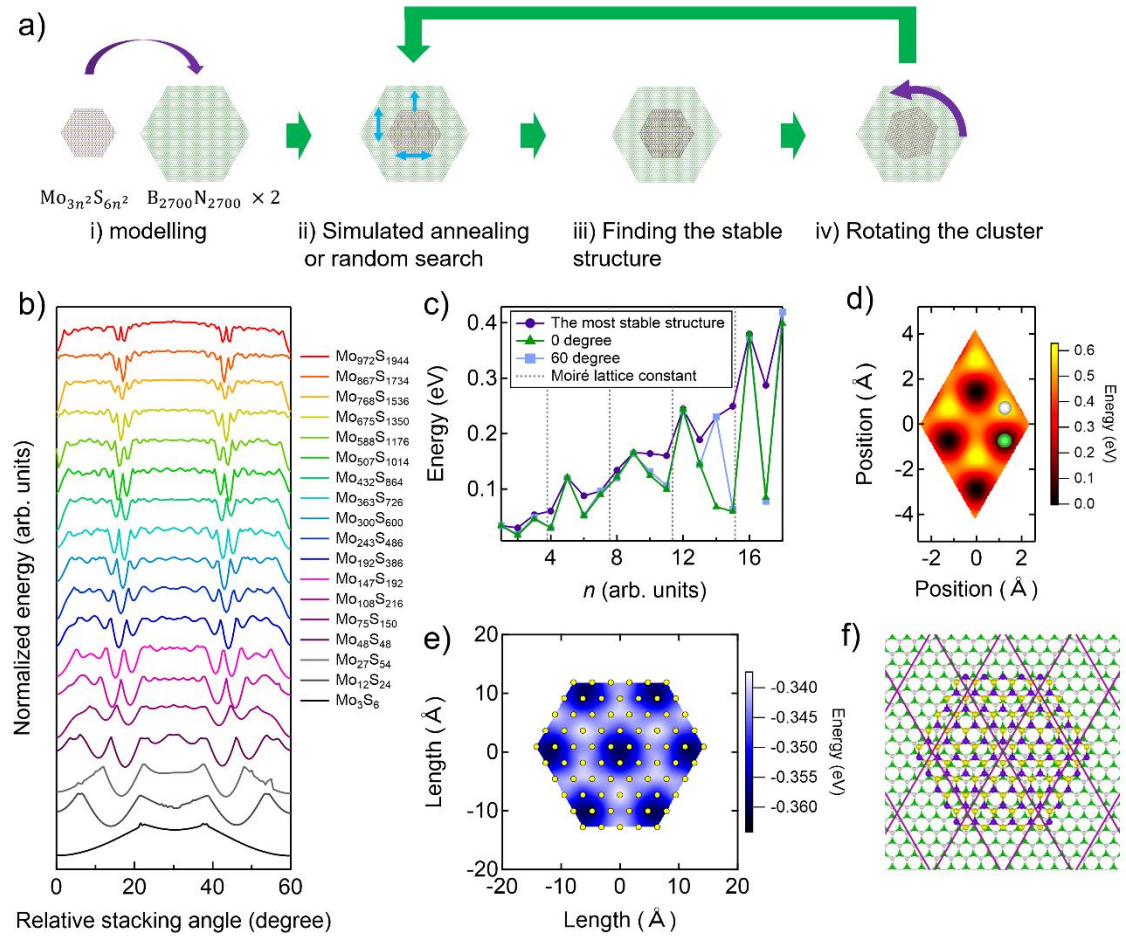 a)
Mo3n²S6n²
B2700N2700 × 2
i) modelling
ii) Simulated annealing
or random search
iii) Finding the stable
structure
iv) Rotating the cluster
b)
Normalized energy (arb. units)
0
20
40
60
Relative stacking angle (degree)
Mo972S1944
Mo867S1734
Mo768S1536
Mo675S1350
Mo588S1176
Mo507S1014
Mo432S864
Mo363S726
Mo300S600
Mo243S486
Mo192S386
Mo147S192
Mo108S216
Mo75S150
Mo48S48
Mo27S54
Mo12S24
Mo3S6
c)
Energy (eV)
0.4
0.3
0.2
0.1
The most stable structure
0 degree
60 degree
Moiré lattice constant
4
8
12
16
n (arb. units)
d)
Position (Å)
4
2
0
-2
-4
-2
0
2
Position (Å)
0.6
0.5
0.4
0.3
0.2
0.1
0.0
Energy (eV)
e)
Length (Å)
20
10
0
-10
-20
-20
-10
0
10
20
Length (Å)
-0.340
-0.350
-0.360
Energy (eV)
f)